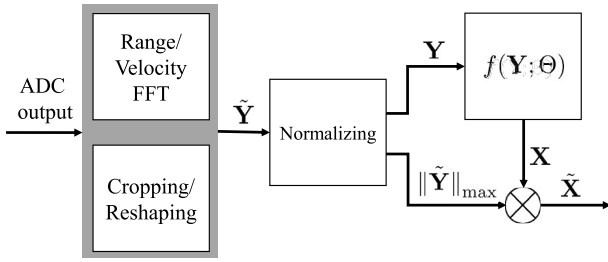 ADC
output
Range/
Velocity
FFT
Cropping/
Reshaping
Ỹ
Normalizing
Y
‖Ỹ‖max
f(Y;Θ)
X
X̃